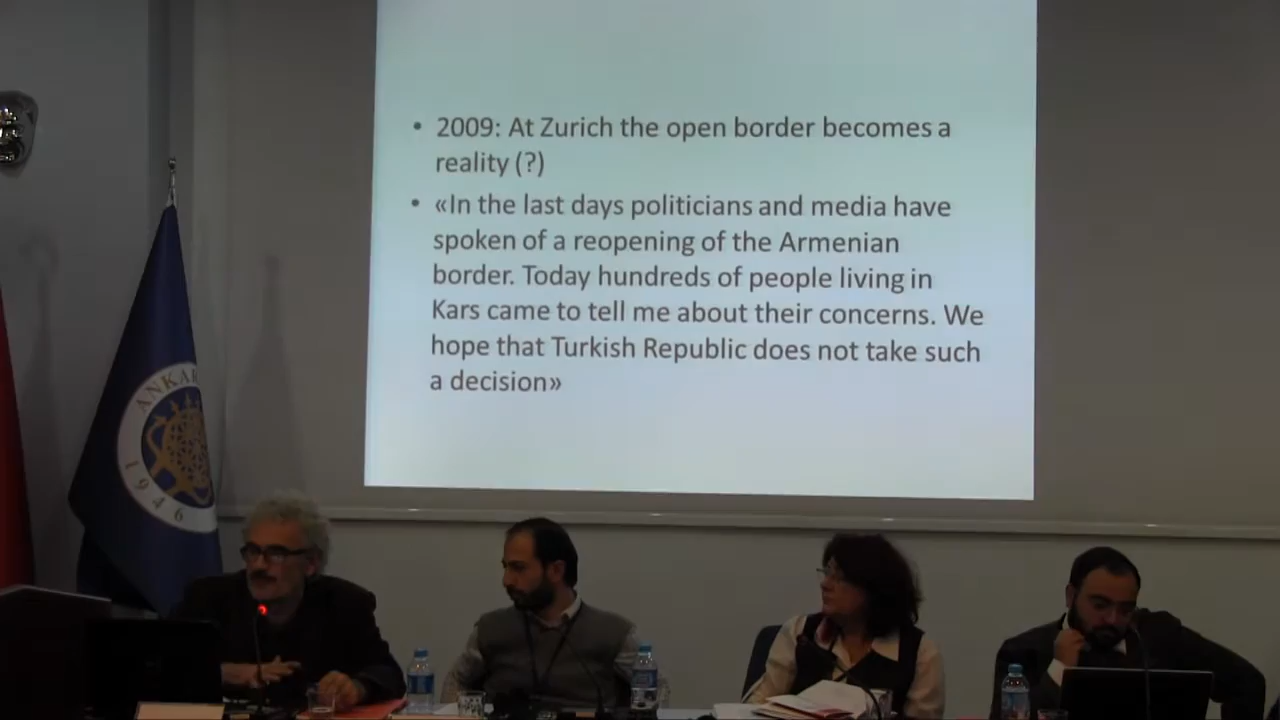 • 2009: At Zurich the open border becomes a
reality (?)
• «In the last days politicians and media have
spoken of a reopening of the Armenian
border. Today hundreds of people living in
Kars came to tell me about their concerns. We
hope that Turkish Republic does not take such
a decision»
ANKA
1946